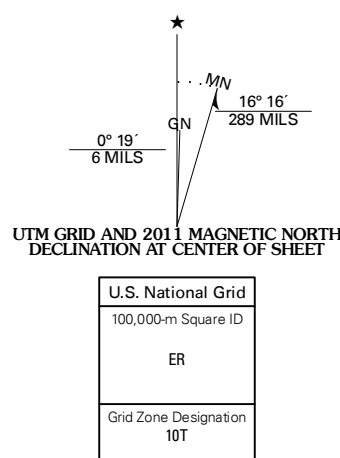 ★
MN
GN
16° 16´
289 MILS
0° 19´
6 MILS
UTM GRID AND 2011 MAGNETIC NORTH
DECLINATION AT CENTER OF SHEET
U.S. National Grid
100,000-m Square ID
ER
Grid Zone Designation
10T